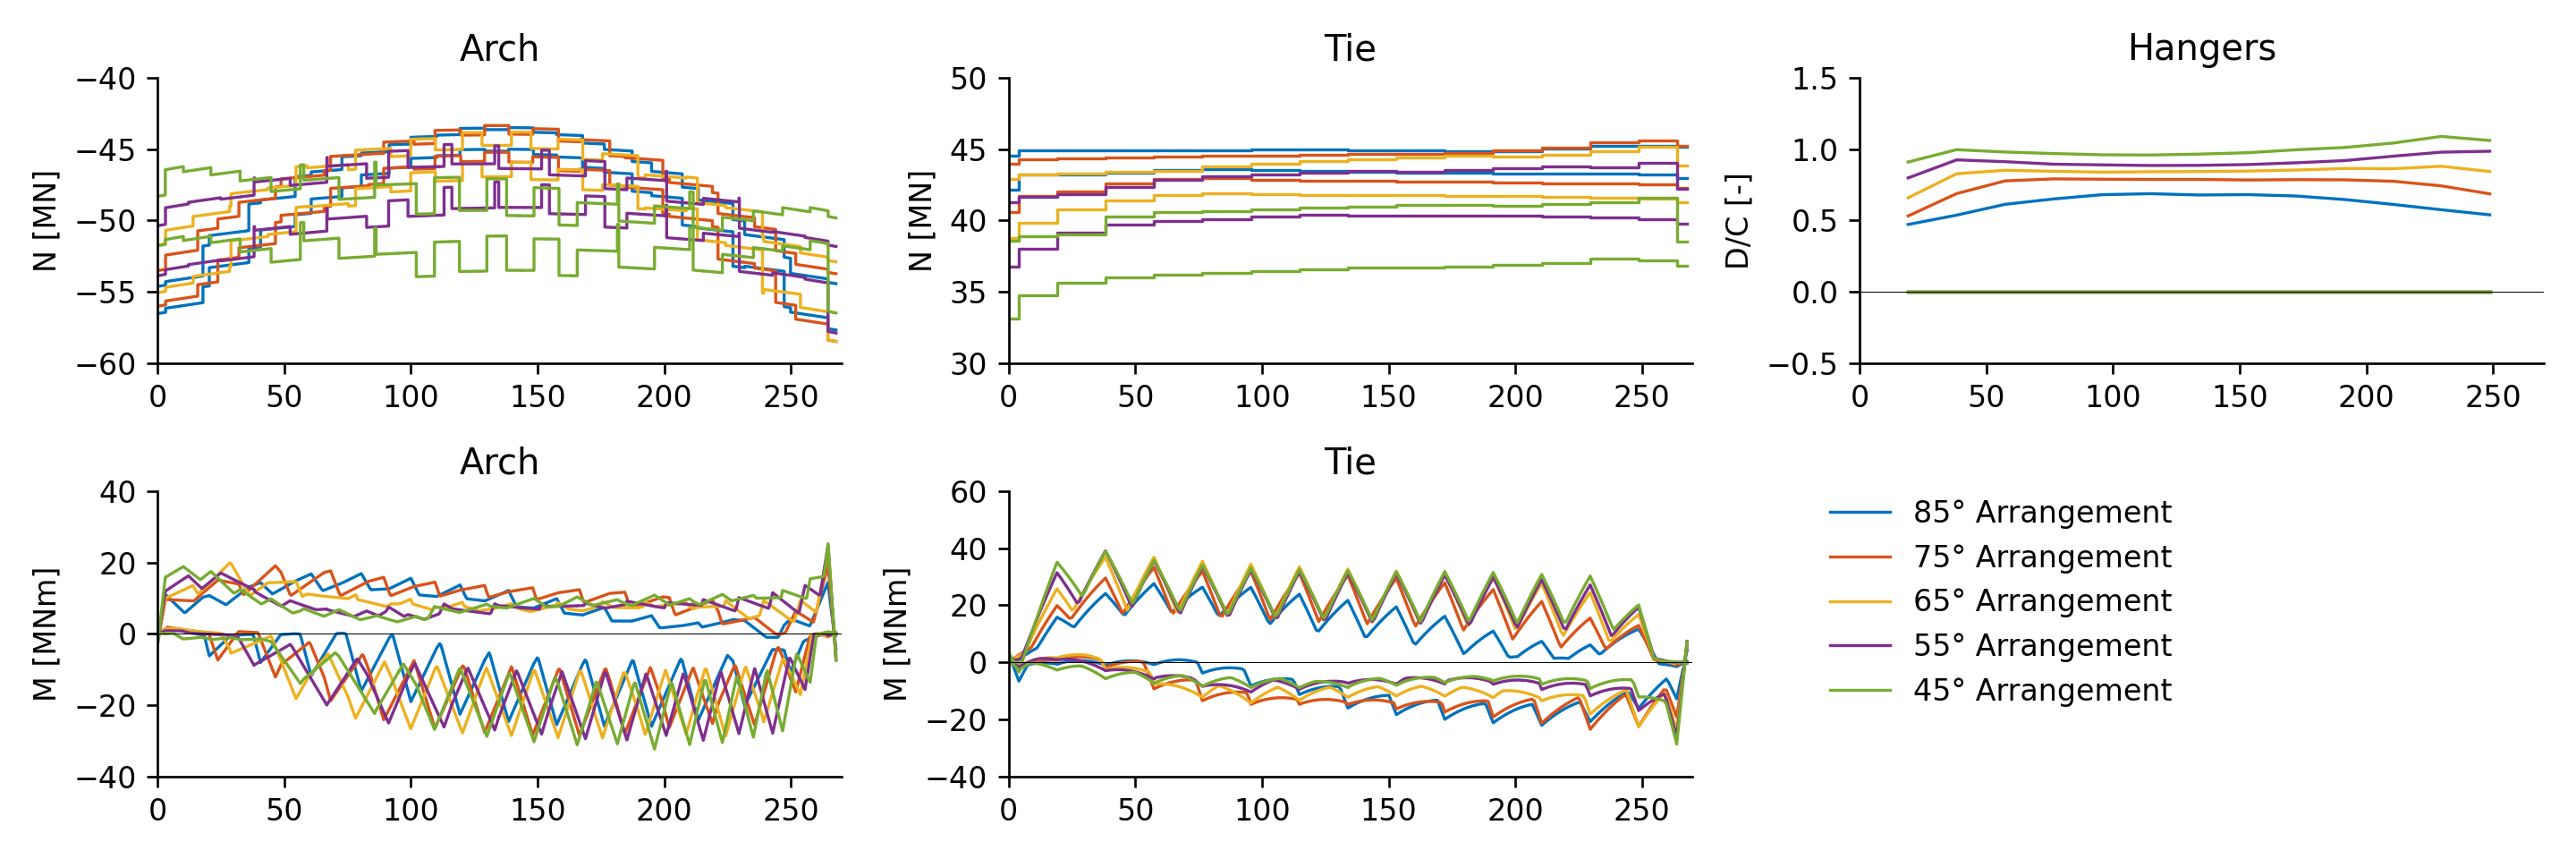 Arch
N [MN]
−40
−45
−50
−55
−60
0 50 100 150 200 250
Tie
N [MN]
50
45
40
35
30
0 50 100 150 200 250
Hangers
D/C [-]
1.5
1.0
0.5
0.0
−0.5
0 50 100 150 200 250
Arch
M [MNm]
40
20
0
−20
−40
0 50 100 150 200 250
Tie
M [MNm]
60
40
20
0
−20
−40
0 50 100 150 200 250
85° Arrangement
75° Arrangement
65° Arrangement
55° Arrangement
45° Arrangement